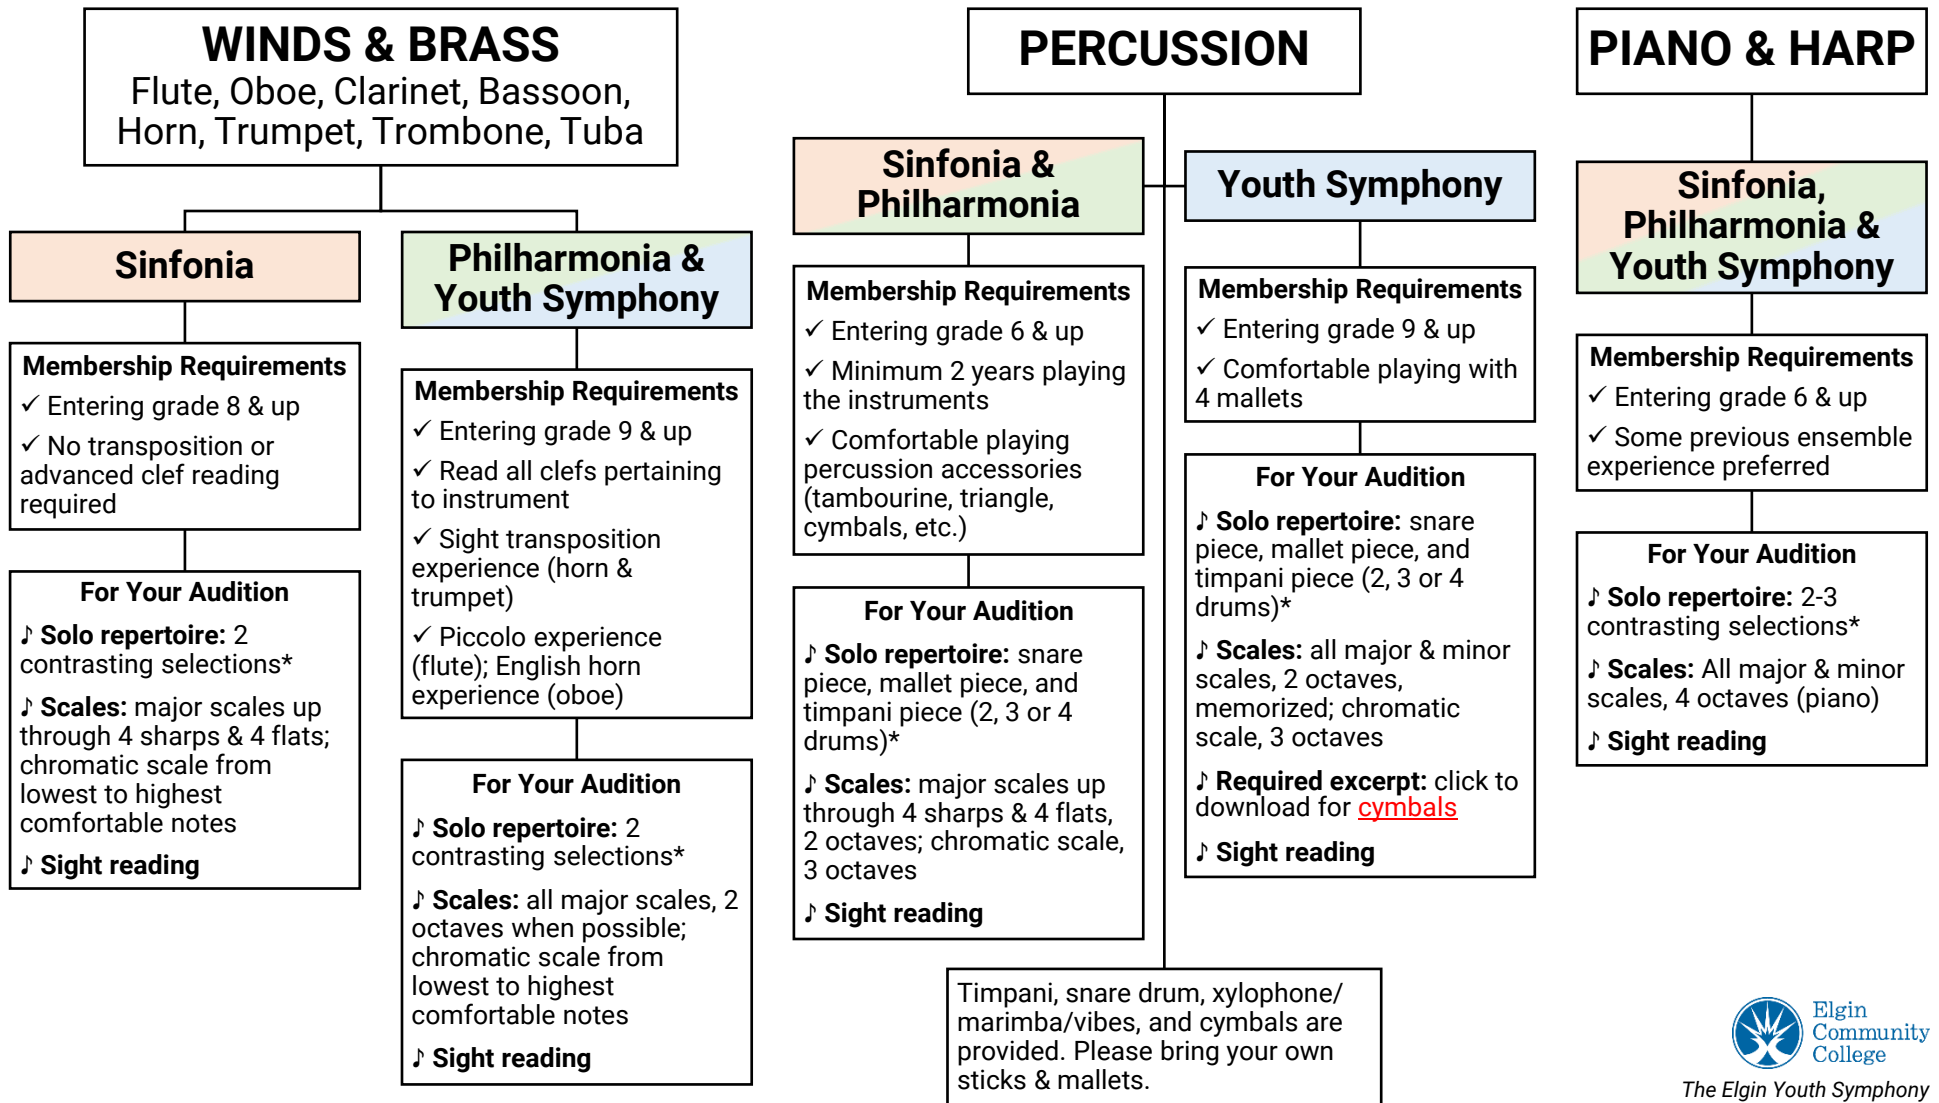 WINDS & BRASS
Flute, Oboe, Clarinet, Bassoon,
Horn, Trumpet, Trombone, Tuba
Sinfonia
Membership Requirements
✓ Entering grade 8 & up
✓ No transposition or
advanced clef reading
required
For Your Audition
♪ Solo repertoire: 2
contrasting selections*
♪ Scales: major scales up
through 4 sharps & 4 flats;
chromatic scale from
lowest to highest
comfortable notes
♪ Sight reading
Philharmonia &
Youth Symphony
Membership Requirements
✓ Entering grade 9 & up
✓ Read all clefs pertaining
to instrument
✓ Sight transposition
experience (horn &
trumpet)
✓ Piccolo experience
(flute); English horn
experience (oboe)
For Your Audition
♪ Solo repertoire: 2
contrasting selections*
♪ Scales: all major scales, 2
octaves when possible;
chromatic scale from
lowest to highest
comfortable notes
♪ Sight reading
PERCUSSION
Sinfonia &
Philharmonia
Membership Requirements
✓ Entering grade 6 & up
✓ Minimum 2 years playing
the instruments
✓ Comfortable playing
percussion accessories
(tambourine, triangle,
cymbals, etc.)
For Your Audition
♪ Solo repertoire: snare
piece, mallet piece, and
timpani piece (2, 3 or 4
drums)*
♪ Scales: major scales up
through 4 sharps & 4 flats,
2 octaves; chromatic scale,
3 octaves
♪ Sight reading
Youth Symphony
Membership Requirements
✓ Entering grade 9 & up
✓ Comfortable playing with
4 mallets
For Your Audition
♪ Solo repertoire: snare
piece, mallet piece, and
timpani piece (2, 3 or 4
drums)*
♪ Scales: all major & minor
scales, 2 octaves,
memorized; chromatic
scale, 3 octaves
♪ Required excerpt: click to
download for cymbals
♪ Sight reading
Timpani, snare drum, xylophone/
marimba/vibes, and cymbals are
provided. Please bring your own
sticks & mallets.
PIANO & HARP
Sinfonia,
Philharmonia &
Youth Symphony
Membership Requirements
✓ Entering grade 6 & up
✓ Some previous ensemble
experience preferred
For Your Audition
♪ Solo repertoire: 2-3
contrasting selections*
♪ Scales: All major & minor
scales, 4 octaves (piano)
♪ Sight reading
Elgin
Community
College
The Elgin Youth Symphony